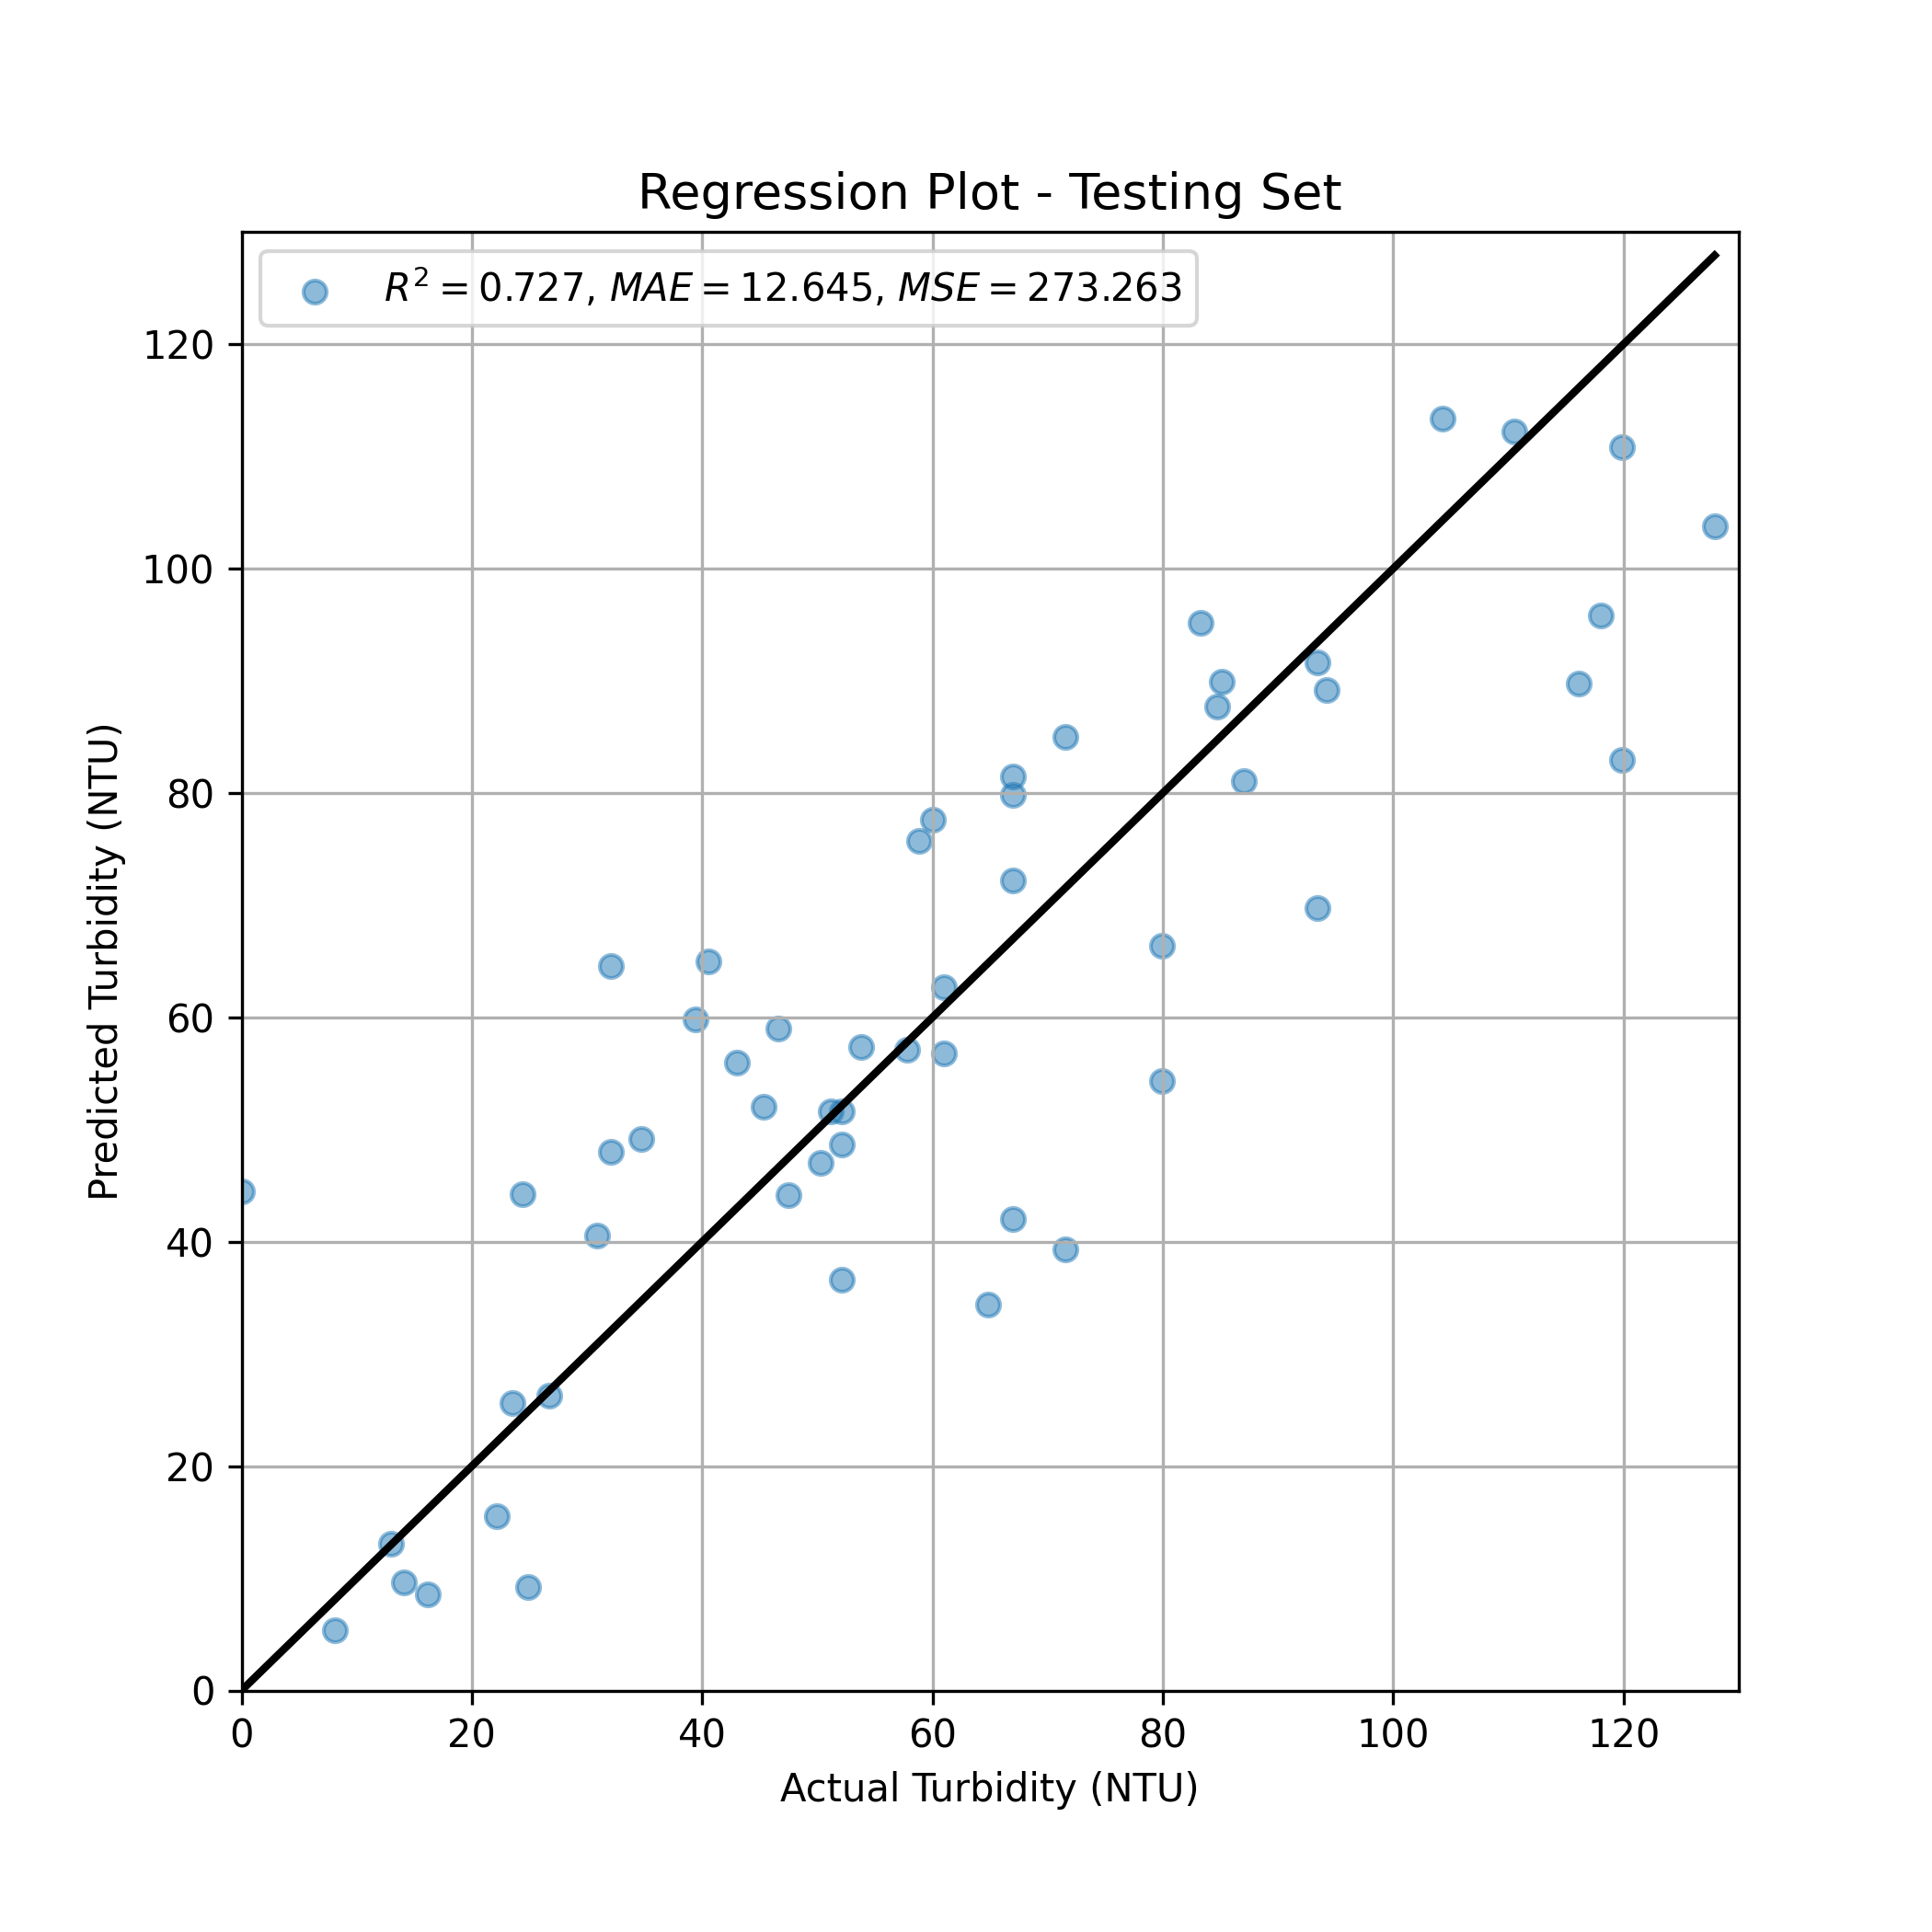 Regression Plot - Testing Set
R² = 0.727, MAE = 12.645, MSE = 273.263
120
100
80
60
40
20
0
Predicted Turbidity (NTU)
0 20 40 60 80 100 120
Actual Turbidity (NTU)